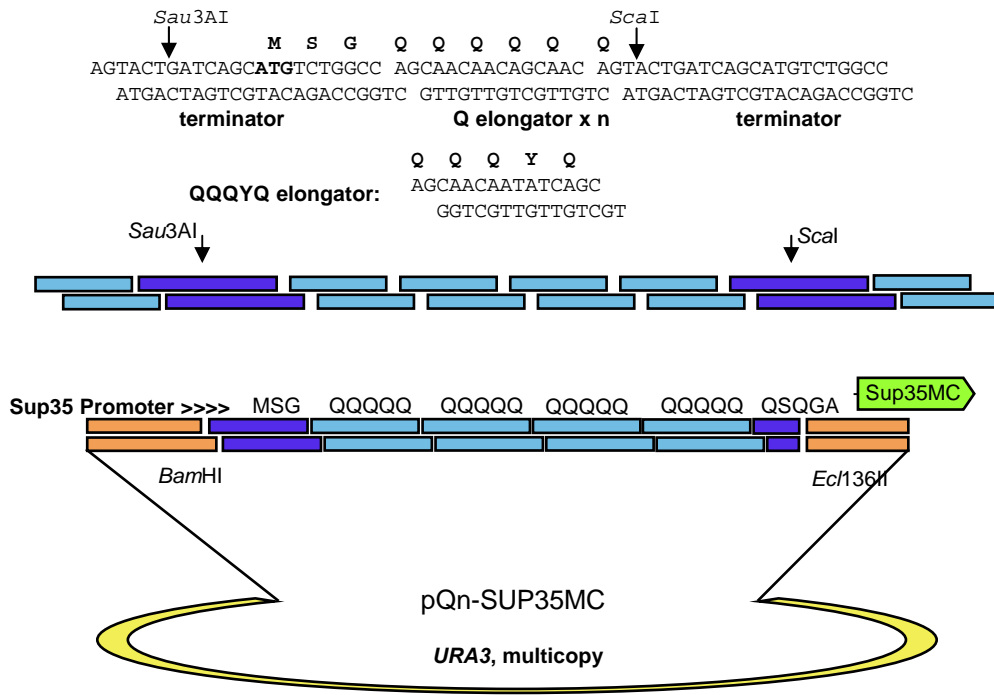 Sau3AI ScaI
M S G Q Q Q Q Q Q
AGTACTGATCAGCATGTCTGGCC AGCAACAACAGCAAC AGTACTGATCAGCATGTCTGGCC
ATGACTAGTCGTACAGACCGGTC GTTGTTGTCGTTGTC ATGACTAGTCGTACAGACCGGTC
terminator Q elongator x n terminator
Q Q Q Y Q
QQQYQ elongator: AGCAACAATATCAGC
GGTCGTTGTTGTCGT
Sau3AI ScaI
Sup35 Promoter >>>> MSG QQQQQ QQQQQ QQQQQ QQQQQ QSQGA Sup35MC
BamHI Ecl136II
pQn-SUP35MC
URA3, multicopy